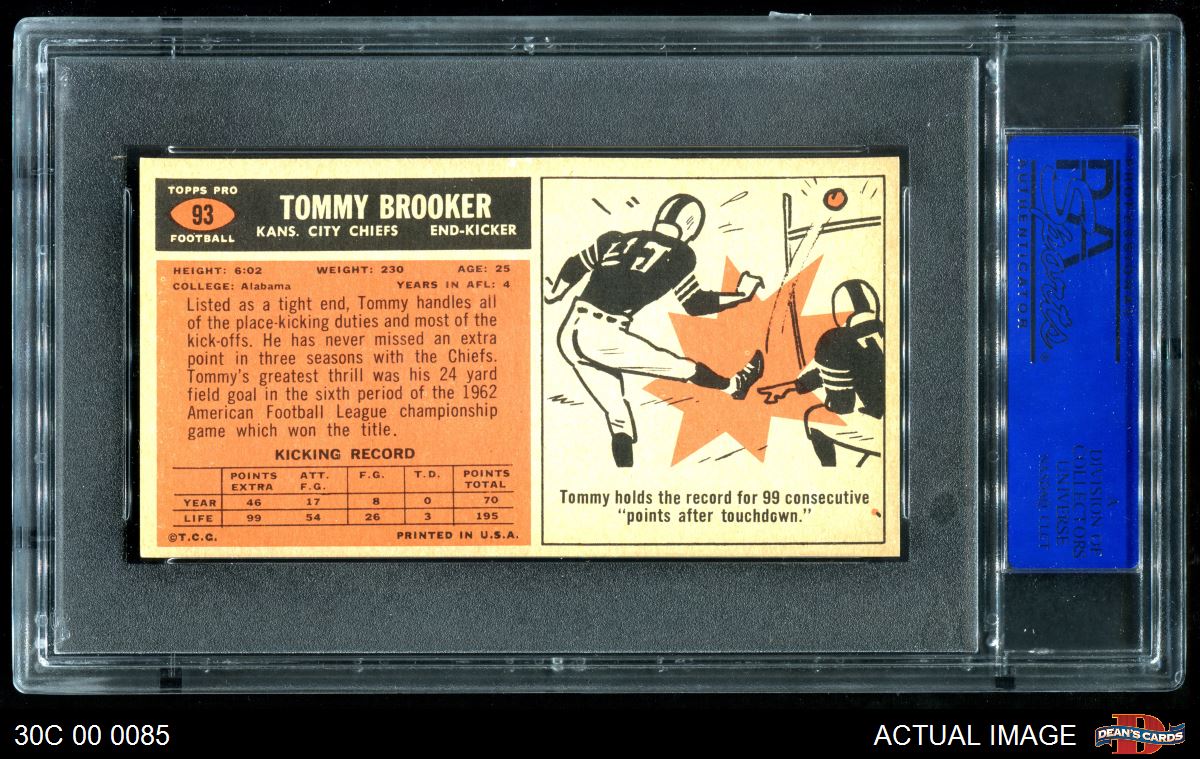 TOPPS PRO
93
FOOTBALL
TOMMY BROOKER
KANS. CITY CHIEFS END-KICKER
HEIGHT: 6:02 WEIGHT: 230 AGE: 25
COLLEGE: Alabama YEARS IN AFL: 4
Listed as a tight end, Tommy handles all
of the place-kicking duties and most of the
kick-offs. He has never missed an extra
point in three seasons with the Chiefs.
Tommy's greatest thrill was his 24 yard
field goal in the sixth period of the 1962
American Football League championship
game which won the title.
KICKING RECORD
POINTS EXTRA ATT. F.G. F.G. T.D. POINTS TOTAL
YEAR 46 17 8 0 70
LIFE 99 54 26 3 195
©T.C.G. PRINTED IN U.S.A.
Tommy holds the record for 99 consecutive
"points after touchdown."
PSA
AUTHENTICATOR
A
DIVISION OF
COLLECTORS
UNIVERSE
30C 00 0085
ACTUAL IMAGE
DEAN'S CARDS